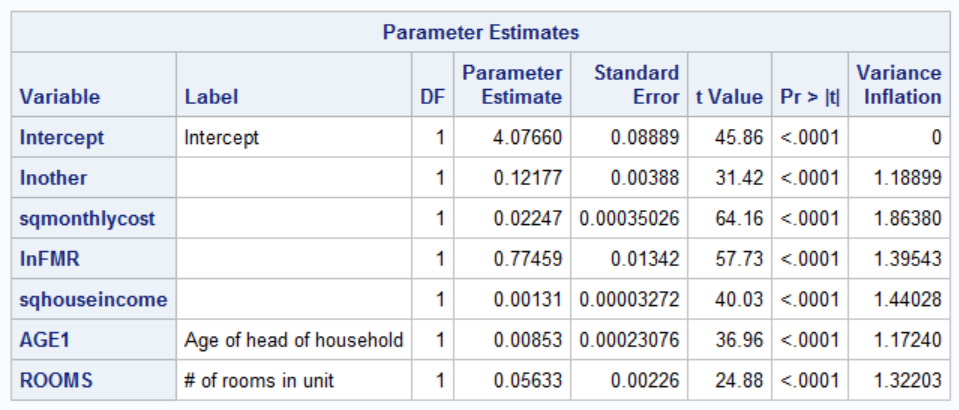 Parameter Estimates
Variable Label DF Parameter Estimate Standard Error t Value Pr > |t| Variance Inflation
Intercept Intercept 1 4.07660 0.08889 45.86 <.0001 0
lnother 1 0.12177 0.00388 31.42 <.0001 1.18899
sqmonthlycost 1 0.02247 0.00035026 64.16 <.0001 1.86380
lnFMR 1 0.77459 0.01342 57.73 <.0001 1.39543
sqhouseincome 1 0.00131 0.00003272 40.03 <.0001 1.44028
AGE1 Age of head of household 1 0.00853 0.00023076 36.96 <.0001 1.17240
ROOMS # of rooms in unit 1 0.05633 0.00226 24.88 <.0001 1.32203